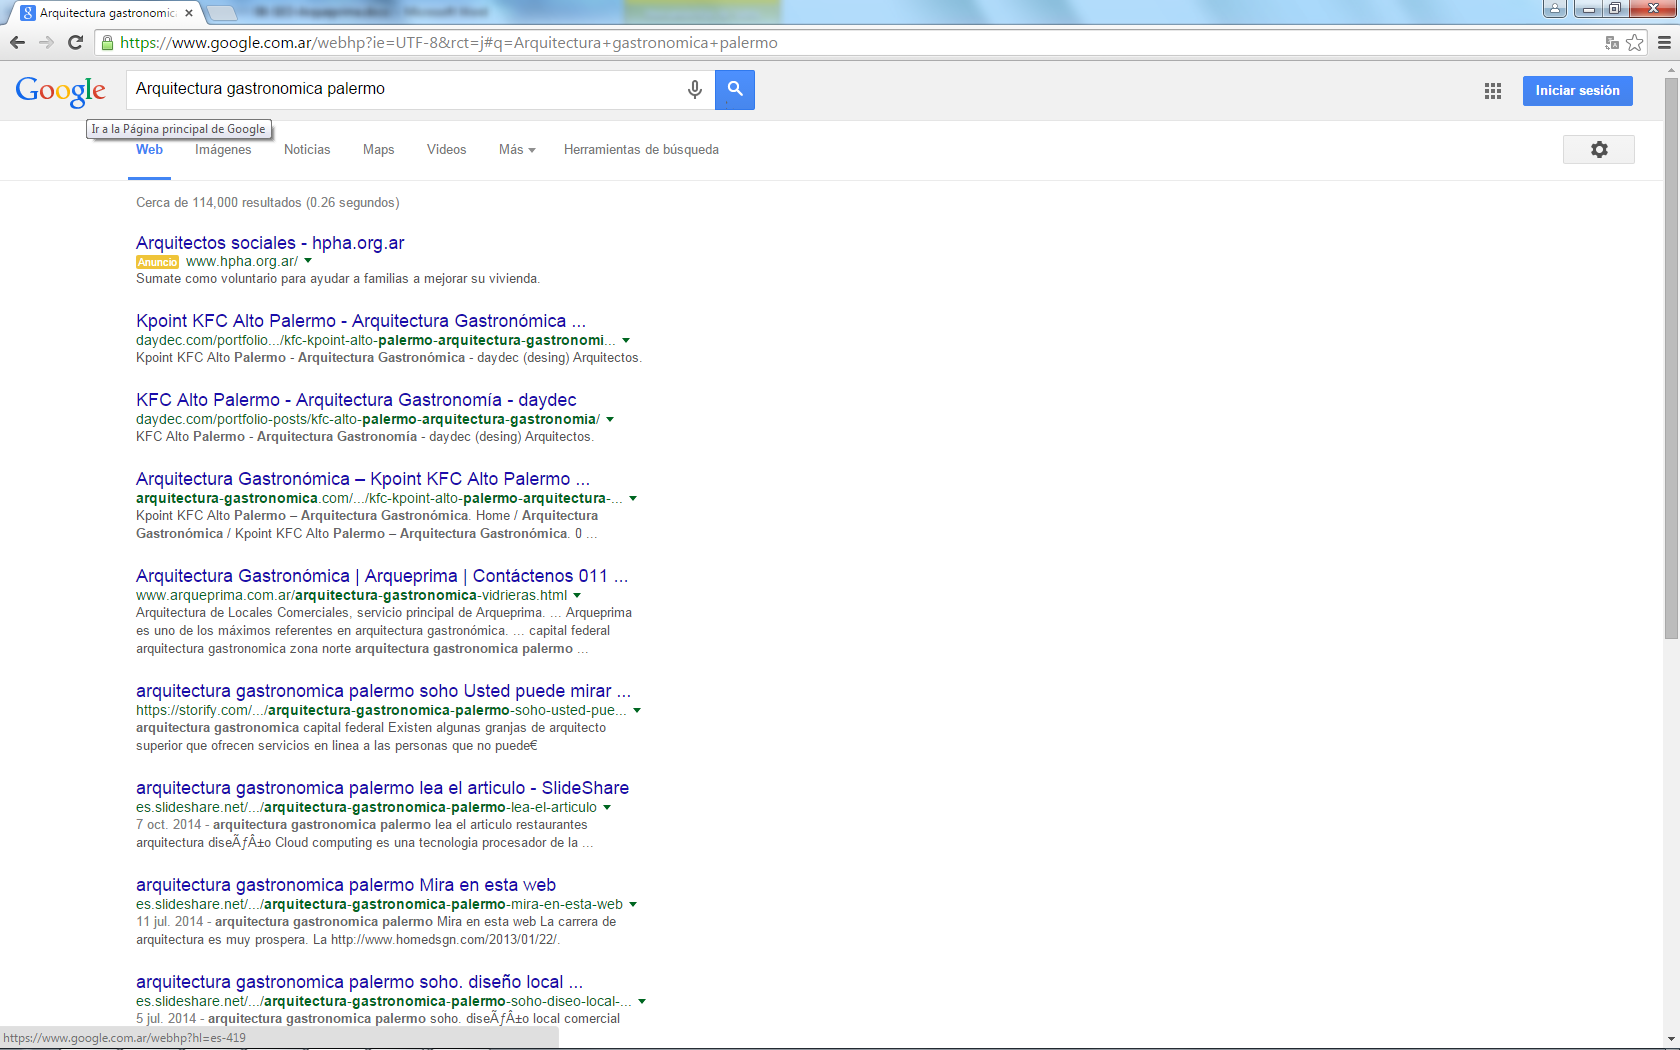 Arquitectura gastronomica
https://www.google.com.ar/webhp?ie=UTF-8&rct=j#q=Arquitectura+gastronomica+palermo
Google
Arquitectura gastronomica palermo
Iniciar sesión
Ir a la Página principal de Google
Web Imágenes Noticias Maps Videos Más Herramientas de búsqueda
Cerca de 114,000 resultados (0.26 segundos)
Arquitectos sociales - hpha.org.ar
Anuncio www.hpha.org.ar/
Sumate como voluntario para ayudar a familias a mejorar su vivienda.
Kpoint KFC Alto Palermo - Arquitectura Gastronómica ...
daydec.com/portfolio.../kfc-kpoint-alto-palermo-arquitectura-gastronomi...
Kpoint KFC Alto Palermo - Arquitectura Gastronómica - daydec (desing) Arquitectos.
KFC Alto Palermo - Arquitectura Gastronomía - daydec
daydec.com/portfolio-posts/kfc-alto-palermo-arquitectura-gastronomia/
KFC Alto Palermo - Arquitectura Gastronomía - daydec (desing) Arquitectos.
Arquitectura Gastronómica – Kpoint KFC Alto Palermo ...
arquitectura-gastronomica.com/.../kfc-kpoint-alto-palermo-arquitectura-...
Kpoint KFC Alto Palermo – Arquitectura Gastronómica. Home / Arquitectura
Gastronómica / Kpoint KFC Alto Palermo – Arquitectura Gastronómica. 0 ...
Arquitectura Gastronómica | Arqueprima | Contáctenos 011 ...
www.arqueprima.com.ar/arquitectura-gastronomica-vidrieras.html
Arquitectura de Locales Comerciales, servicio principal de Arqueprima. ... Arqueprima
es uno de los máximos referentes en arquitectura gastronómica. ... capital federal
arquitectura gastronomica zona norte arquitectura gastronomica palermo ...
arquitectura gastronomica palermo soho Usted puede mirar ...
https://storify.com/.../arquitectura-gastronomica-palermo-soho-usted-pue...
arquitectura gastronomica capital federal Existen algunas granjas de arquitecto
superior que ofrecen servicios en linea a las personas que no puede€
arquitectura gastronomica palermo lea el articulo - SlideShare
es.slideshare.net/.../arquitectura-gastronomica-palermo-lea-el-articulo
7 oct. 2014 - arquitectura gastronomica palermo lea el articulo restaurantes
arquitectura diseÃƒÂ±o Cloud computing es una tecnologia procesador de la ...
arquitectura gastronomica palermo Mira en esta web
es.slideshare.net/.../arquitectura-gastronomica-palermo-mira-en-esta-web
11 jul. 2014 - arquitectura gastronomica palermo Mira en esta web La carrera de
arquitectura es muy prospera. La http://www.homedsgn.com/2013/01/22/.
arquitectura gastronomica palermo soho. diseño local ...
es.slideshare.net/.../arquitectura-gastronomica-palermo-soho-diseo-local-...
5 jul. 2014 - arquitectura gastronomica palermo soho. diseÃƒÂ±o local comercial
https://www.google.com.ar/webhp?hl=es-419